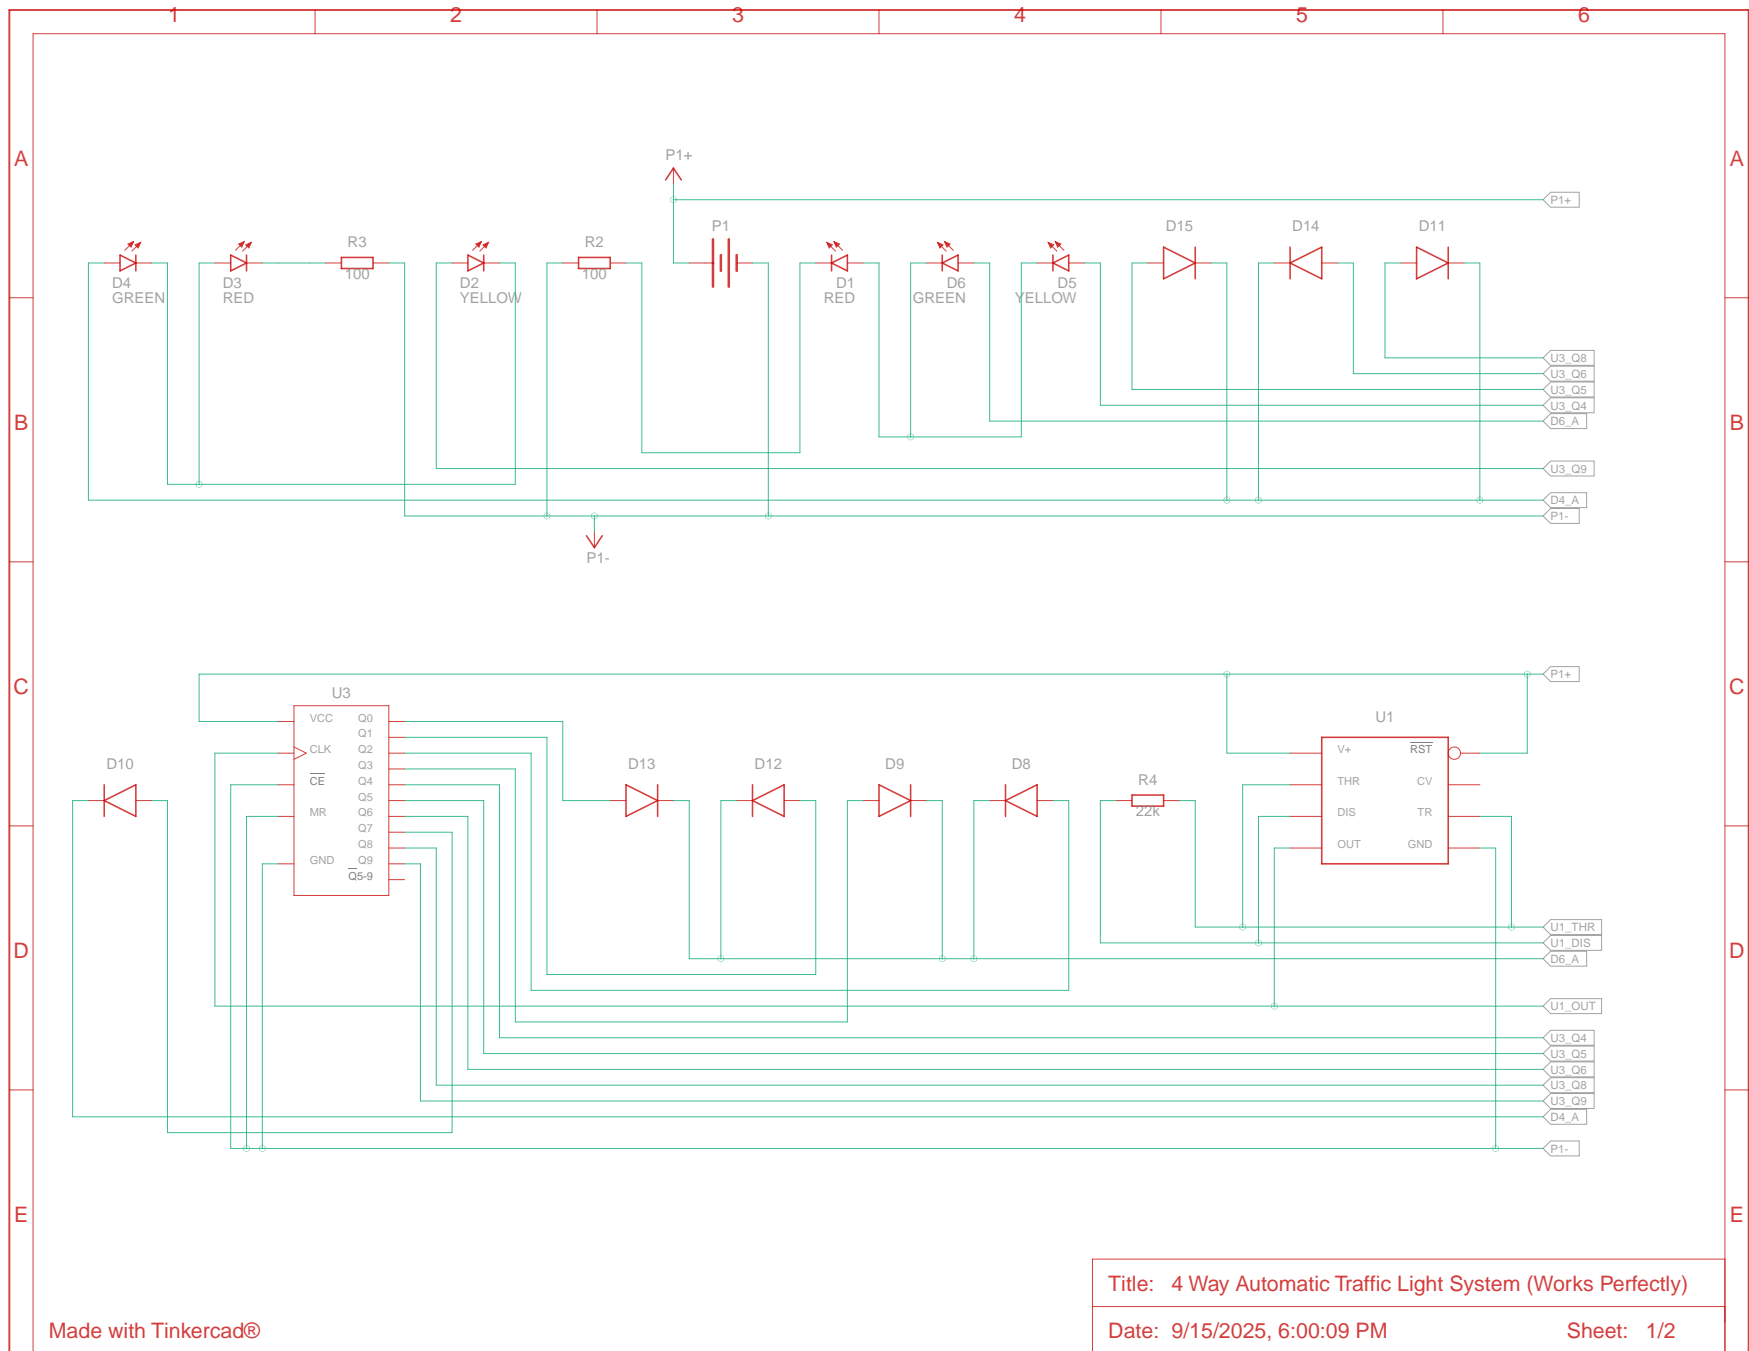 1 2 3 4 5 6
A A
P1+
P1+
P1
D15 D14 D11
R3 R2
100 100
D4 D3 D2 D1 D6 D5
GREEN RED YELLOW RED GREEN YELLOW
U3_Q8
U3_Q6
U3_Q5
U3_Q4
B D6_A B
U3_Q9
D4_A
P1-
P1-
P1+
C C
U3
U1
VCC Q0
Q1
CLK Q2
Q3
CE Q4
Q5
MR Q6
Q7
Q8
GND Q9
Q5-9
V+ RST
THR CV
DIS TR
OUT GND
D10 D13 D12 D9 D8
R4
22k
U1_THR
U1_DIS
D D6_A D
U1_OUT
U3_Q4
U3_Q5
U3_Q6
U3_Q8
U3_Q9
D4_A
P1-
E E
Title: 4 Way Automatic Traffic Light System (Works Perfectly)
Made with Tinkercad®
Date: 9/15/2025, 6:00:09 PM Sheet: 1/2